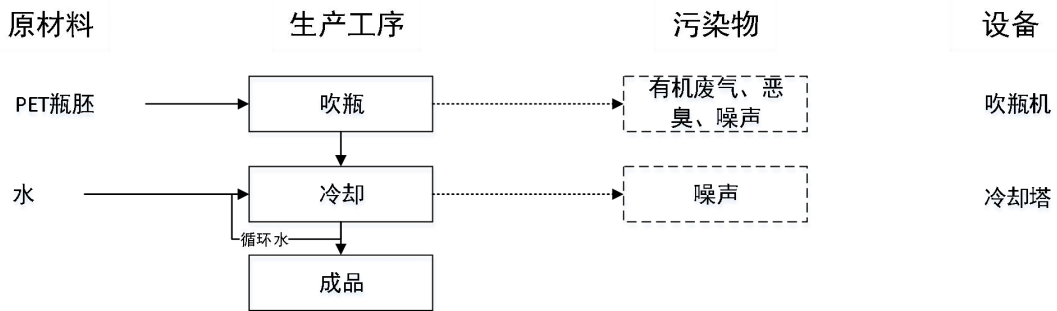 原材料 生产工序 污染物 设备
PET瓶胚 吹瓶 有机废气、恶 吹瓶机
臭、噪声
水 冷却 噪声 冷却塔
循环水
成品